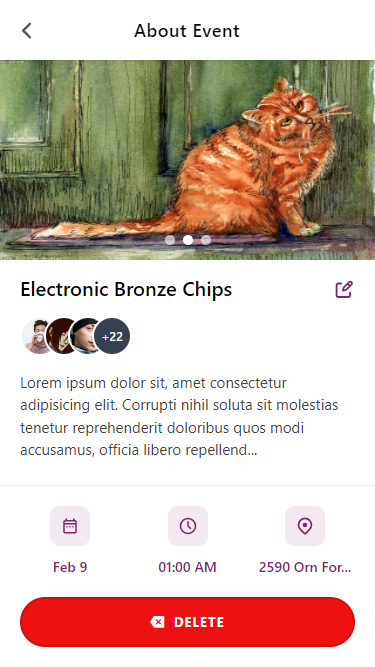 About Event
Electronic Bronze Chips
+22
Lorem ipsum dolor sit, amet consectetur
adipisicing elit. Corrupti nihil soluta sit molestias
tenetur reprehenderit doloribus quos modi
accusamus, officia libero repellend...
Feb 9
01:00 AM
2590 Orn For...
DELETE